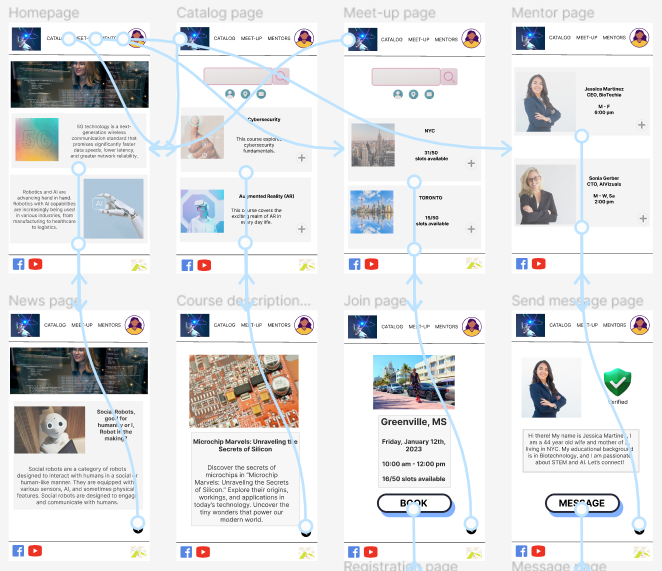 Homepage
Catalog page
Meet-up page
Mentor page
MEET-UP MENTORS
CATALOG MEET-UP MENTORS
CATALOG MEET-UP MENTORS
CATALOG MEET-UP MENTORS
5G technology is a next-
generation wireless
communication standard that
promises significantly faster
data speeds, lower latency,
and greater network reliability.
Robotics and AI are
advancing hand in hand.
Robotics with AI capabilities
are increasingly being used
in various industries, from
manufacturing to healthcare
to logistics.
AI
Cybersecurity
This course explores
cybersecurity
fundamentals.
+
Augmented Reality (AR)
This course covers the
exciting realm of AR in
every day life.
+
NYC
31/50
slots available
+
TORONTO
15/50
slots available
+
Jessica Martinez
CEO, BioTechie
M - F
6:00 pm
+
Sonia Gerber
CTO, AIVizuals
M - W, Sa
2:00 pm
+
News page
Course description...
Join page
Send message page
CATALOG MEET-UP MENTORS
CATALOG MEET-UP MENTORS
CATALOG MEET-UP MENTORS
CATALOG MEET-UP MENTORS
Social Robots,
good for
humanity or I,
Robot in the
making?
Social robots are a category of robots
designed to interact with humans in a social or
human-like manner. They are equipped with
various sensors, AI, and sometimes physical
features. Social robots are designed to engage
and communicate with humans.
Microchip Marvels: Unraveling the
Secrets of Silicon
Discover the secrets of
microchips in "Microchip
Marvels: Unraveling the Secrets
of Silicon." Explore their origins,
workings, and applications in
today's technology. Uncover the
tiny wonders that power our
modern world.
Greenville, MS
Friday, January 12th,
2023
10:00 am - 12:00 pm
16/50 slots available
BOOK
Verified
Hi there! My name is Jessica Martinez, I
am a 44 year old wife and mother of
living in NYC. My educational background
is in Biotechnology, and I am passionate
about STEM and AI. Let's connect!
MESSAGE
Registration page
Message page